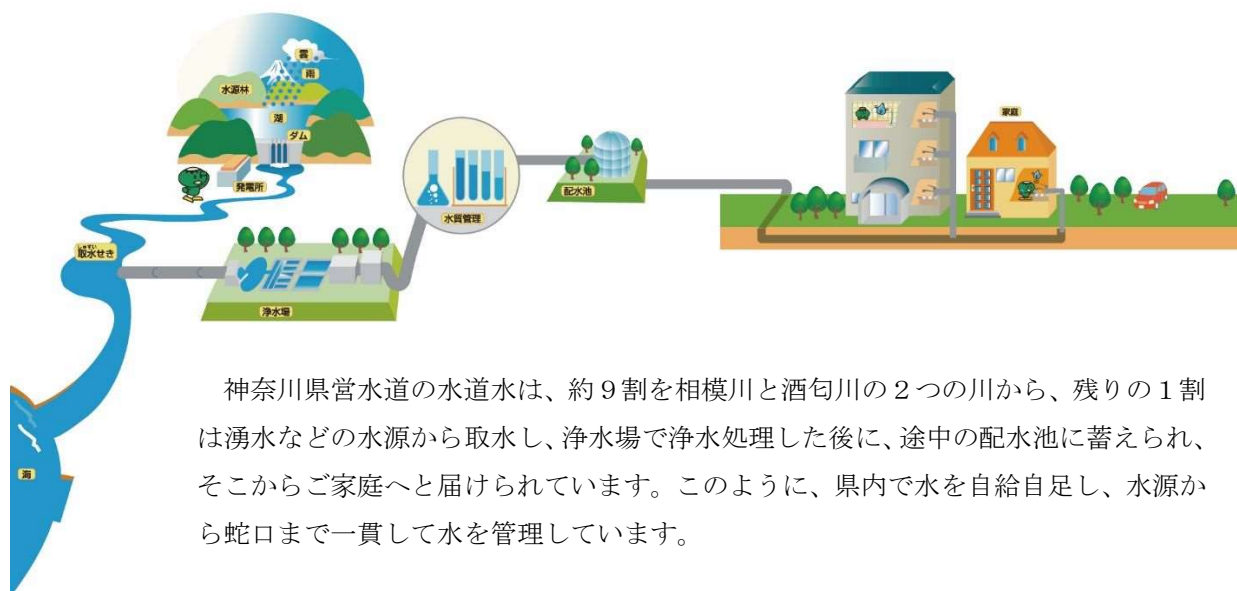 雲
雨
水源林
湖
ダム
発電所
しゅすい
取水せき
浄水場
水質管理
配水池
家庭
海
神奈川県営水道の水道水は、約９割を相模川と酒匂川の２つの川から、残りの１割
は湧水などの水源から取水し、浄水場で浄水処理した後に、途中の配水池に蓄えられ、
そこからご家庭へと届けられています。このように、県内で水を自給自足し、水源か
ら蛇口まで一貫して水を管理しています。